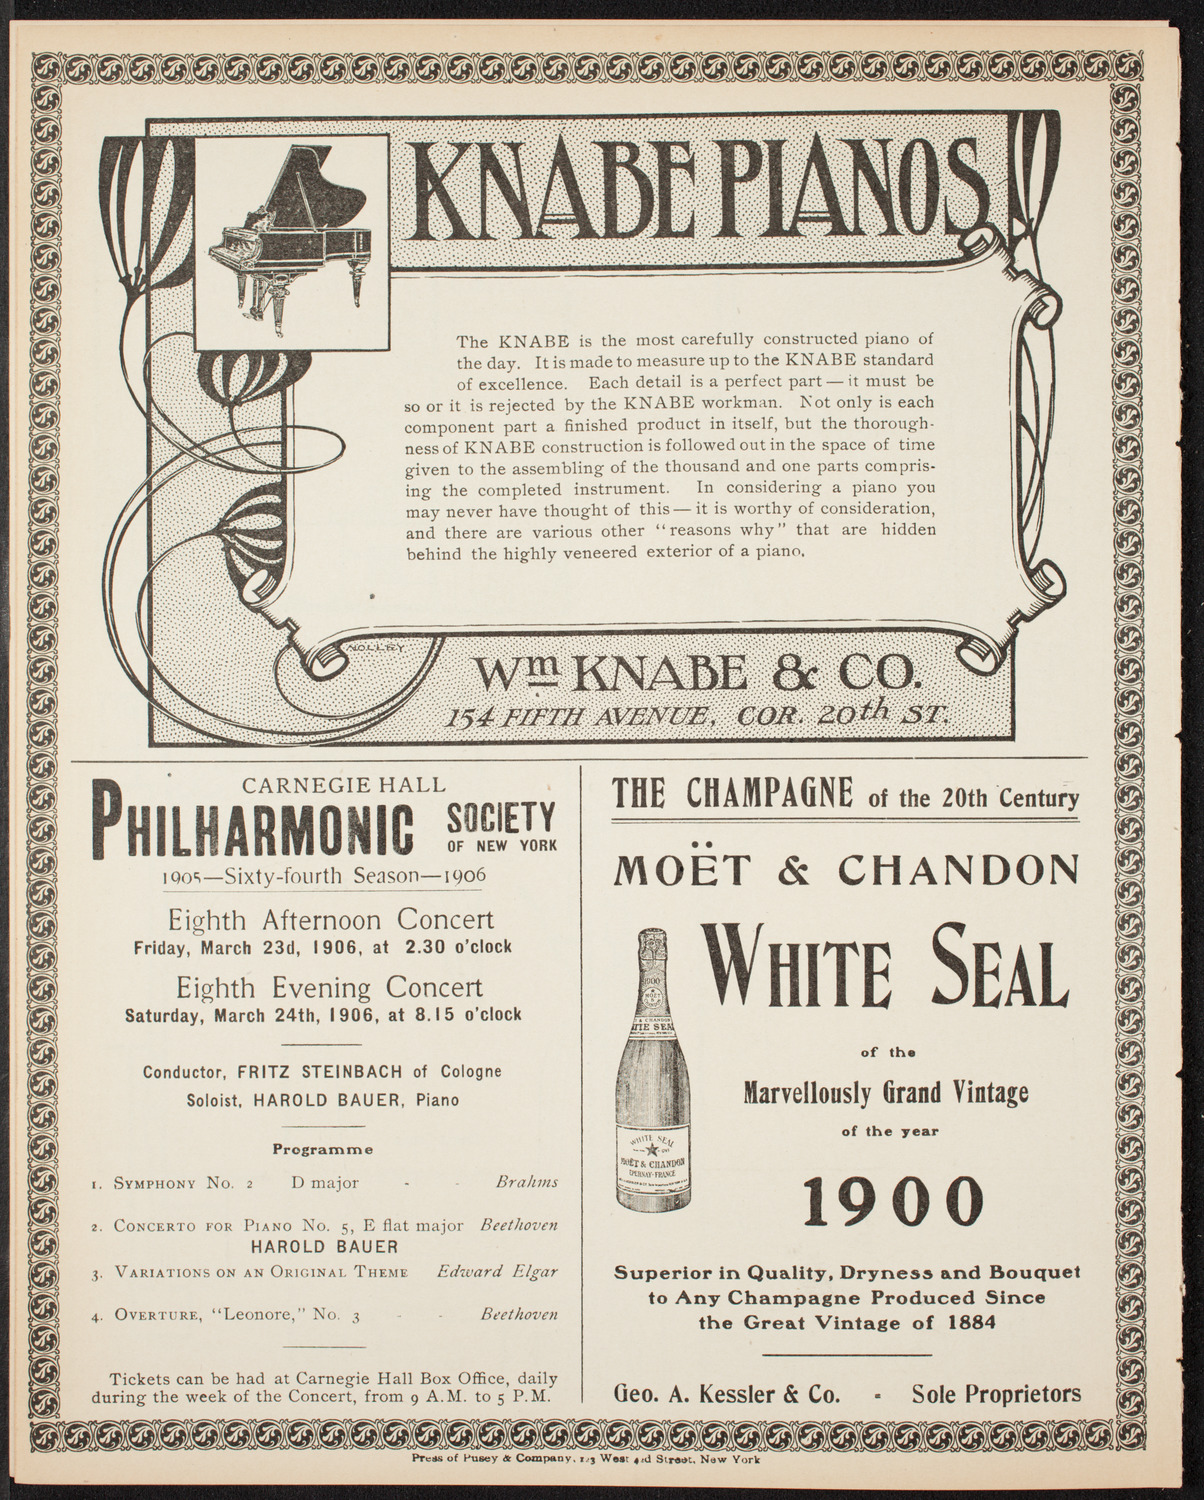 KNABE PIANOS
The KNABE is the most carefully constructed piano of
the day. It is made to measure up to the KNABE standard
of excellence. Each detail is a perfect part—it must be
so or it is rejected by the KNABE workman. Not only is each
component part a finished product in itself, but the thorough-
ness of KNABE construction is followed out in the space of time
given to the assembling of the thousand and one parts compris-
ing the completed instrument. In considering a piano you
may never have thought of this—it is worthy of consideration,
and there are various other "reasons why" that are hidden
behind the highly veneered exterior of a piano.
Wm KNABE & CO.
154 FIFTH AVENUE, COR. 20th ST.
CARNEGIE HALL
PHILHARMONIC SOCIETY
OF NEW YORK
1905—Sixty-fourth Season—1906
Eighth Afternoon Concert
Friday, March 23d, 1906, at 2.30 o'clock
Eighth Evening Concert
Saturday, March 24th, 1906, at 8.15 o'clock
Conductor, FRITZ STEINBACH of Cologne
Soloist, HAROLD BAUER, Piano
Programme
1. SYMPHONY No. 2 D major - - Brahms
2. CONCERTO FOR PIANO No. 5, E flat major Beethoven
HAROLD BAUER
3. VARIATIONS ON AN ORIGINAL THEME Edward Elgar
4. OVERTURE, "Leonore," No. 3 - - Beethoven
Tickets can be had at Carnegie Hall Box Office, daily
during the week of the Concert, from 9 A.M. to 5 P.M.
THE CHAMPAGNE of the 20th Century
MOËT & CHANDON
WHITE SEAL
1900
MOËT
& CHANDON
WHITE SEAL
MOËT & CHANDON
EPERNAY-FRANCE
of the
Marvellously Grand Vintage
of the year
1900
Superior in Quality, Dryness and Bouquet
to Any Champagne Produced Since
the Great Vintage of 1884
Geo. A. Kessler & Co. - Sole Proprietors
Press of Pusey & Company, 123 West 43d Street, New York